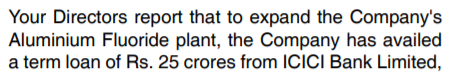 Your Directors report that to expand the Company's
Aluminium Fluoride plant, the Company has availed
a term loan of Rs. 25 crores from ICICI Bank Limited,